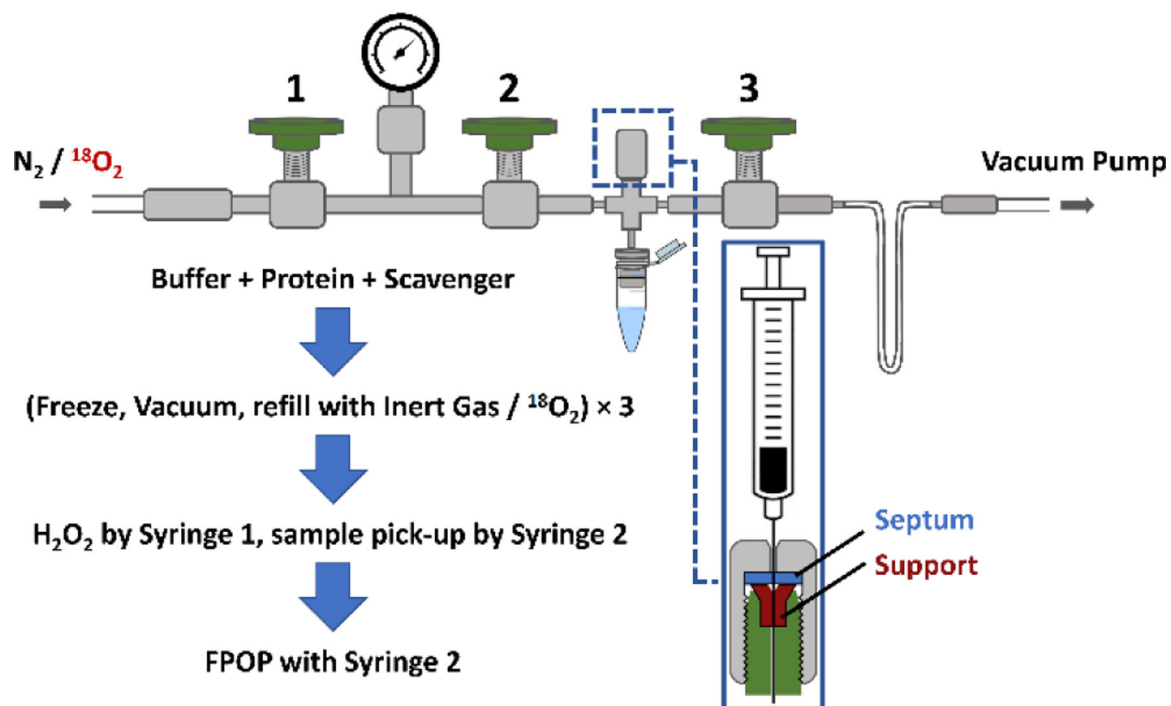 1
2
3
N₂ / ¹⁸O₂
Vacuum Pump
Buffer + Protein + Scavenger
(Freeze, Vacuum, refill with Inert Gas / ¹⁸O₂) × 3
H₂O₂ by Syringe 1, sample pick-up by Syringe 2
Septum
Support
FPOP with Syringe 2